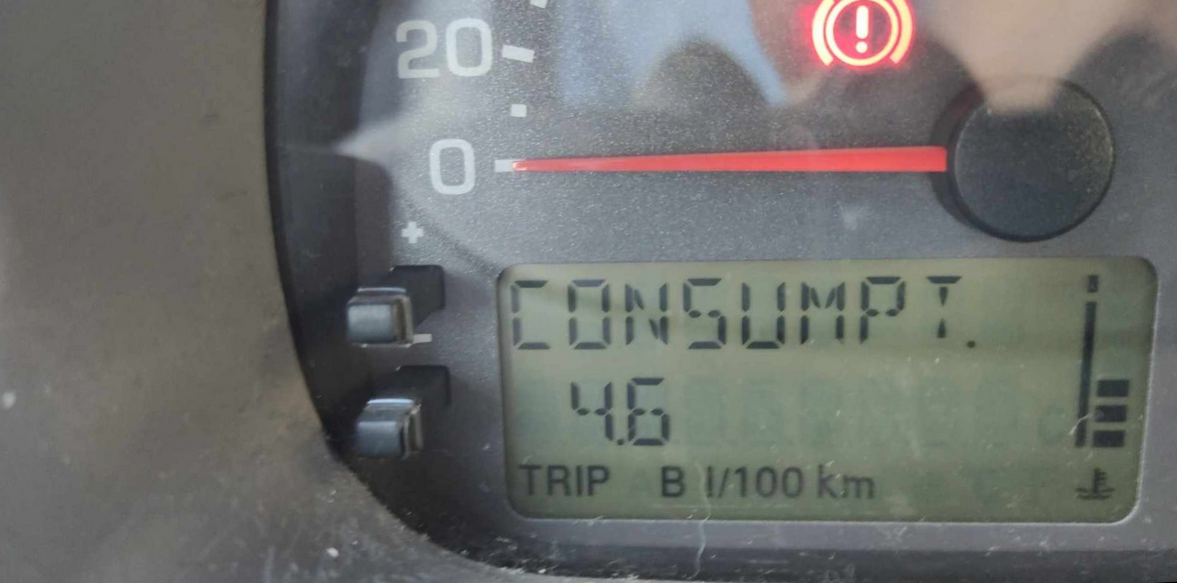 20
0
+
-
CONSUMPT.
4.6
TRIP B l/100 km